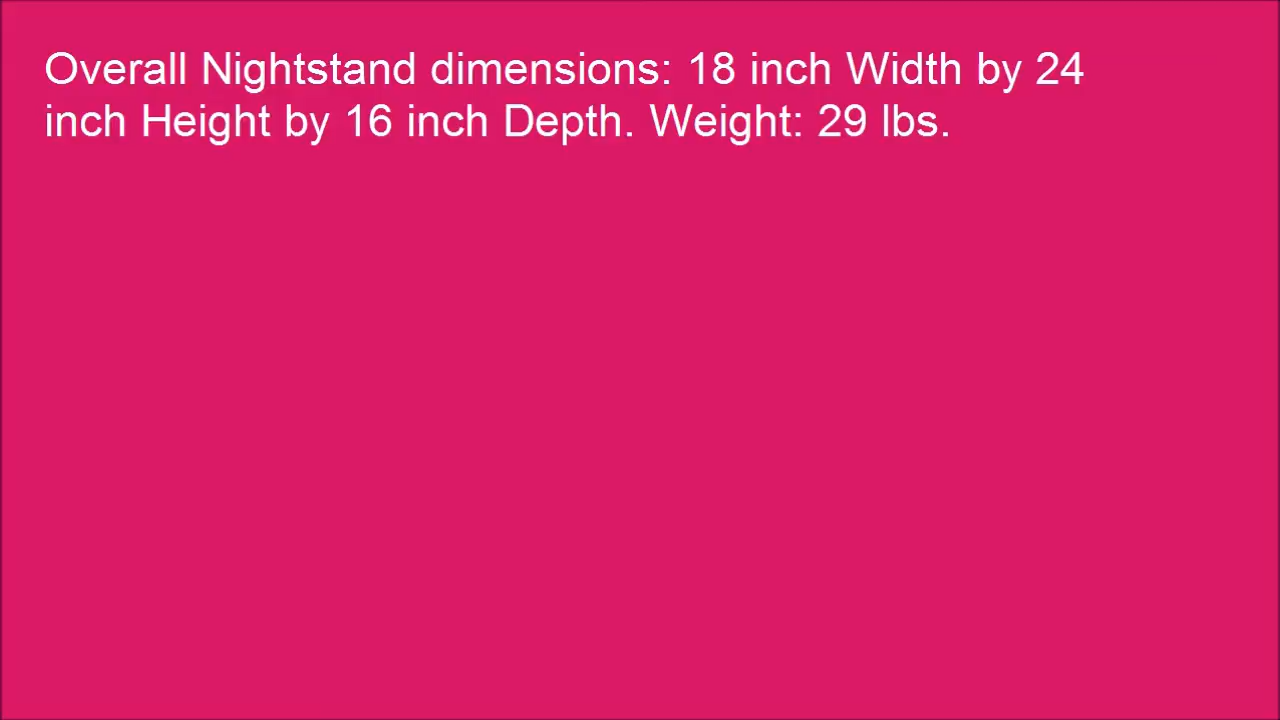 Overall Nightstand dimensions: 18 inch Width by 24
inch Height by 16 inch Depth. Weight: 29 lbs.